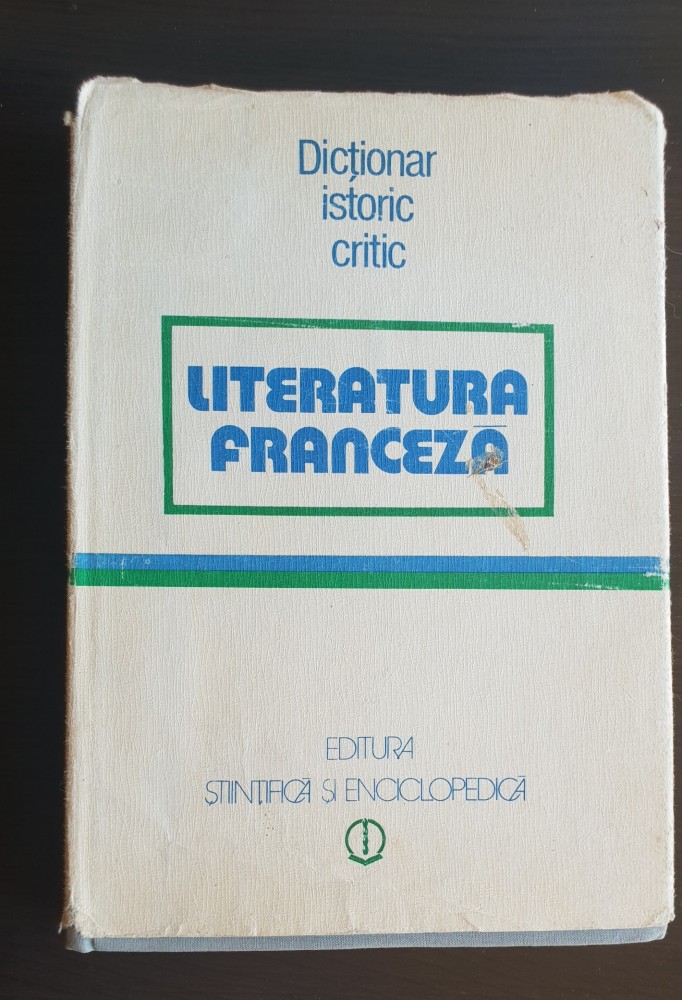 Dicționar
istoric
critic
LITERATURA
FRANCEZĂ
EDITURA
ȘTIINȚIFICĂ ȘI ENCICLOPEDICĂ